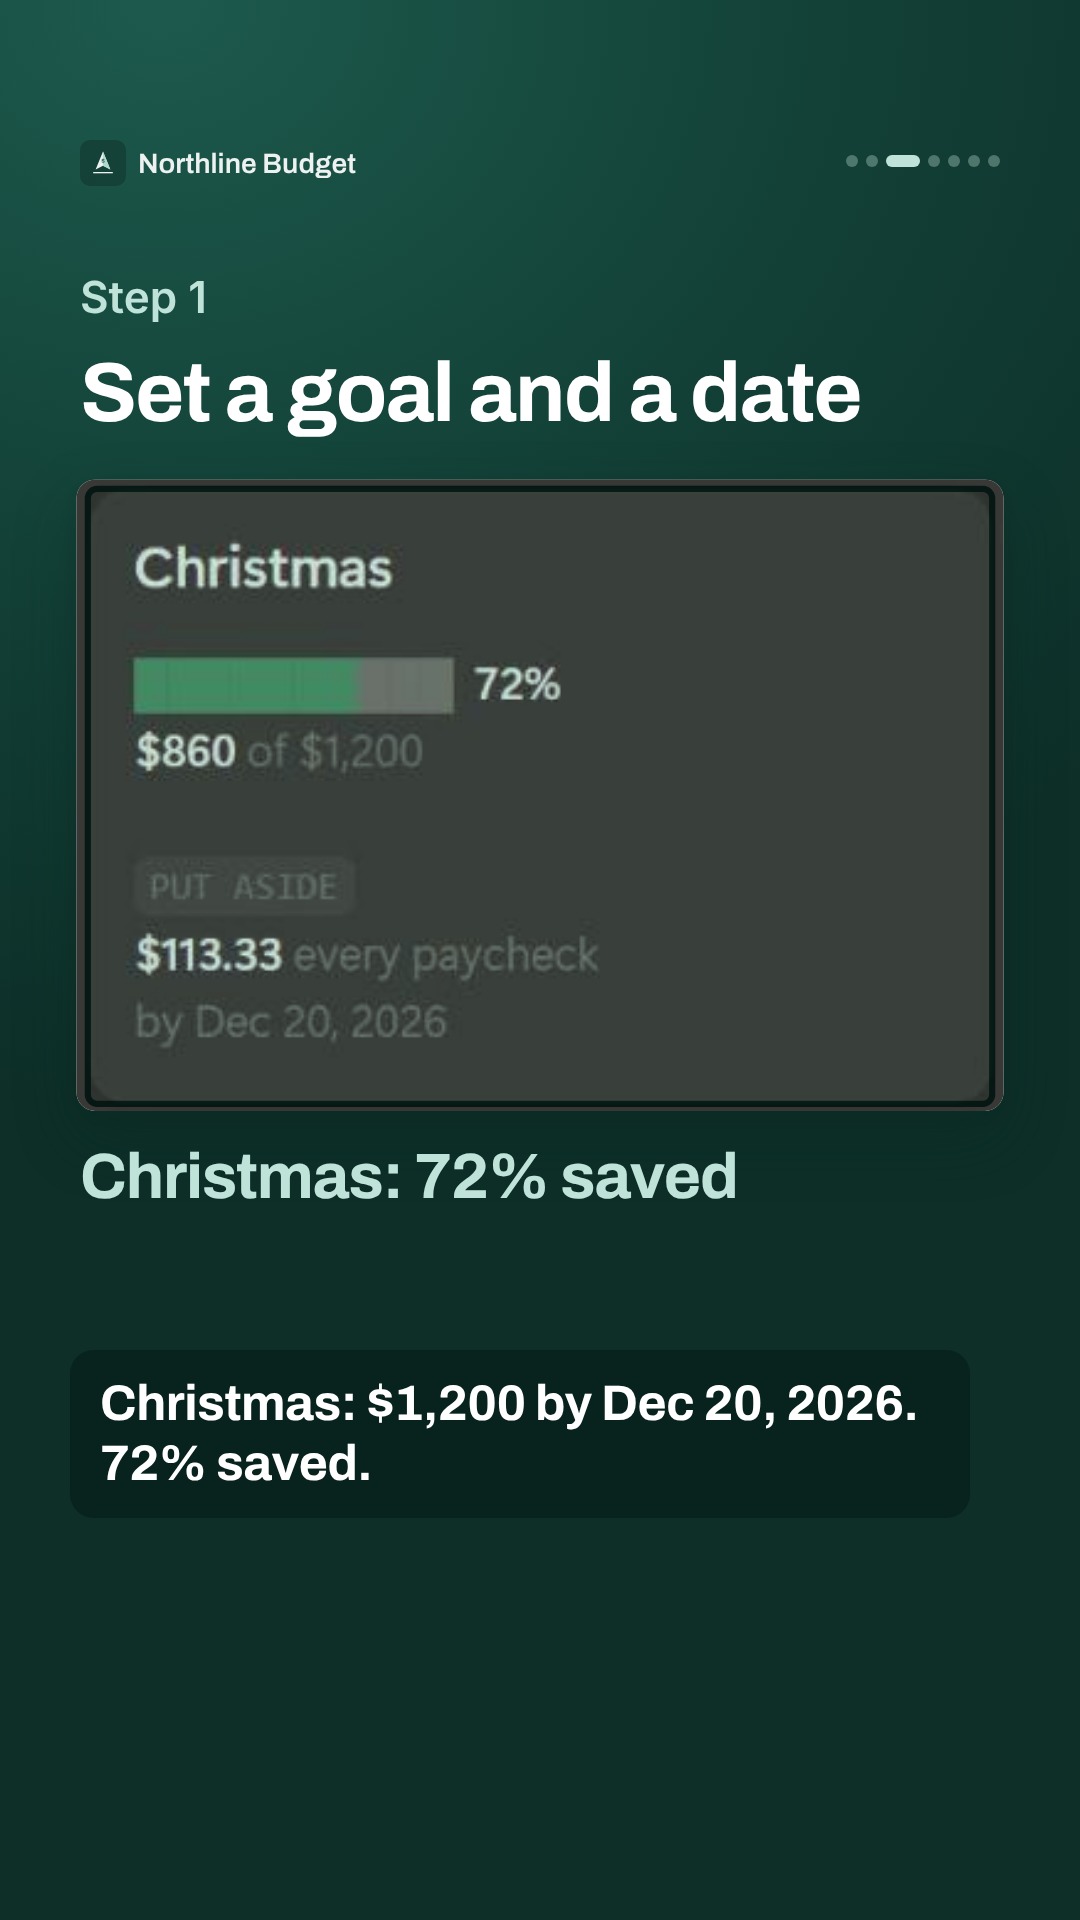 Northline Budget
Step 1
Set a goal and a date
Christmas
72%
$860 of $1,200
PUT ASIDE
$113.33 every paycheck
by Dec 20, 2026
Christmas: 72% saved
Christmas: $1,200 by Dec 20, 2026.
72% saved.